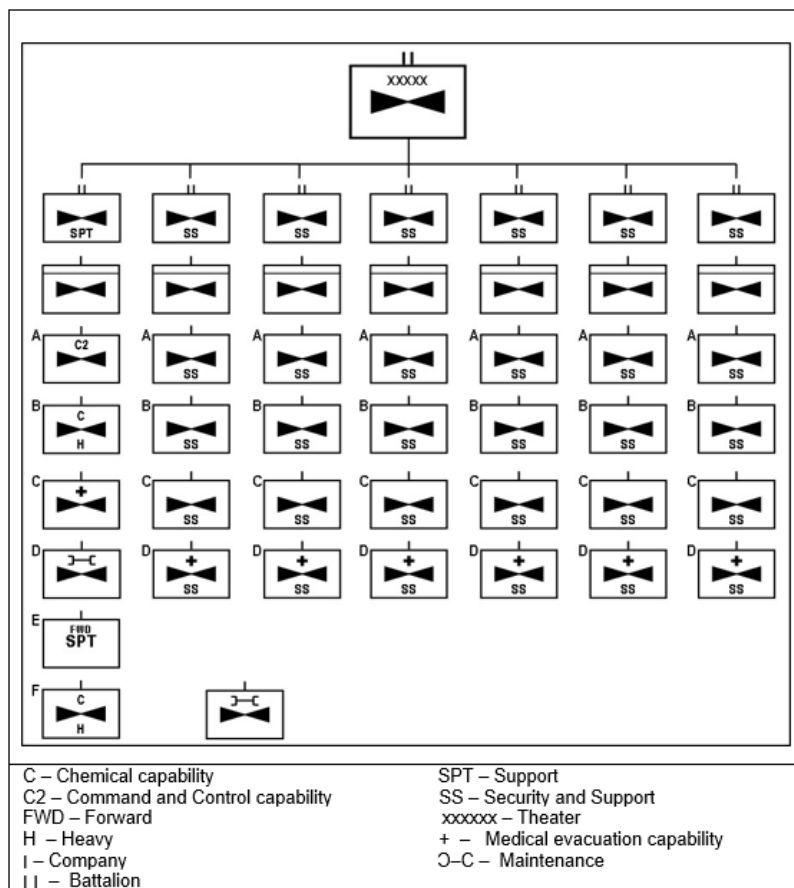 XXXXX
SPT SS SS SS SS SS SS
A C2 A A A A A A
SS SS SS SS SS SS
B C B B B B B B
H SS SS SS SS SS SS
C + C C C C C C
SS SS SS SS SS SS
D D + D + D + D + D + D +
SS SS SS SS SS SS
E FWD
SPT
F C
H
C – Chemical capability
C2 – Command and Control capability
FWD – Forward
H – Heavy
| – Company
| | – Battalion
SPT – Support
SS – Security and Support
xxxxxx – Theater
+ – Medical evacuation capability
Ɔ–C – Maintenance